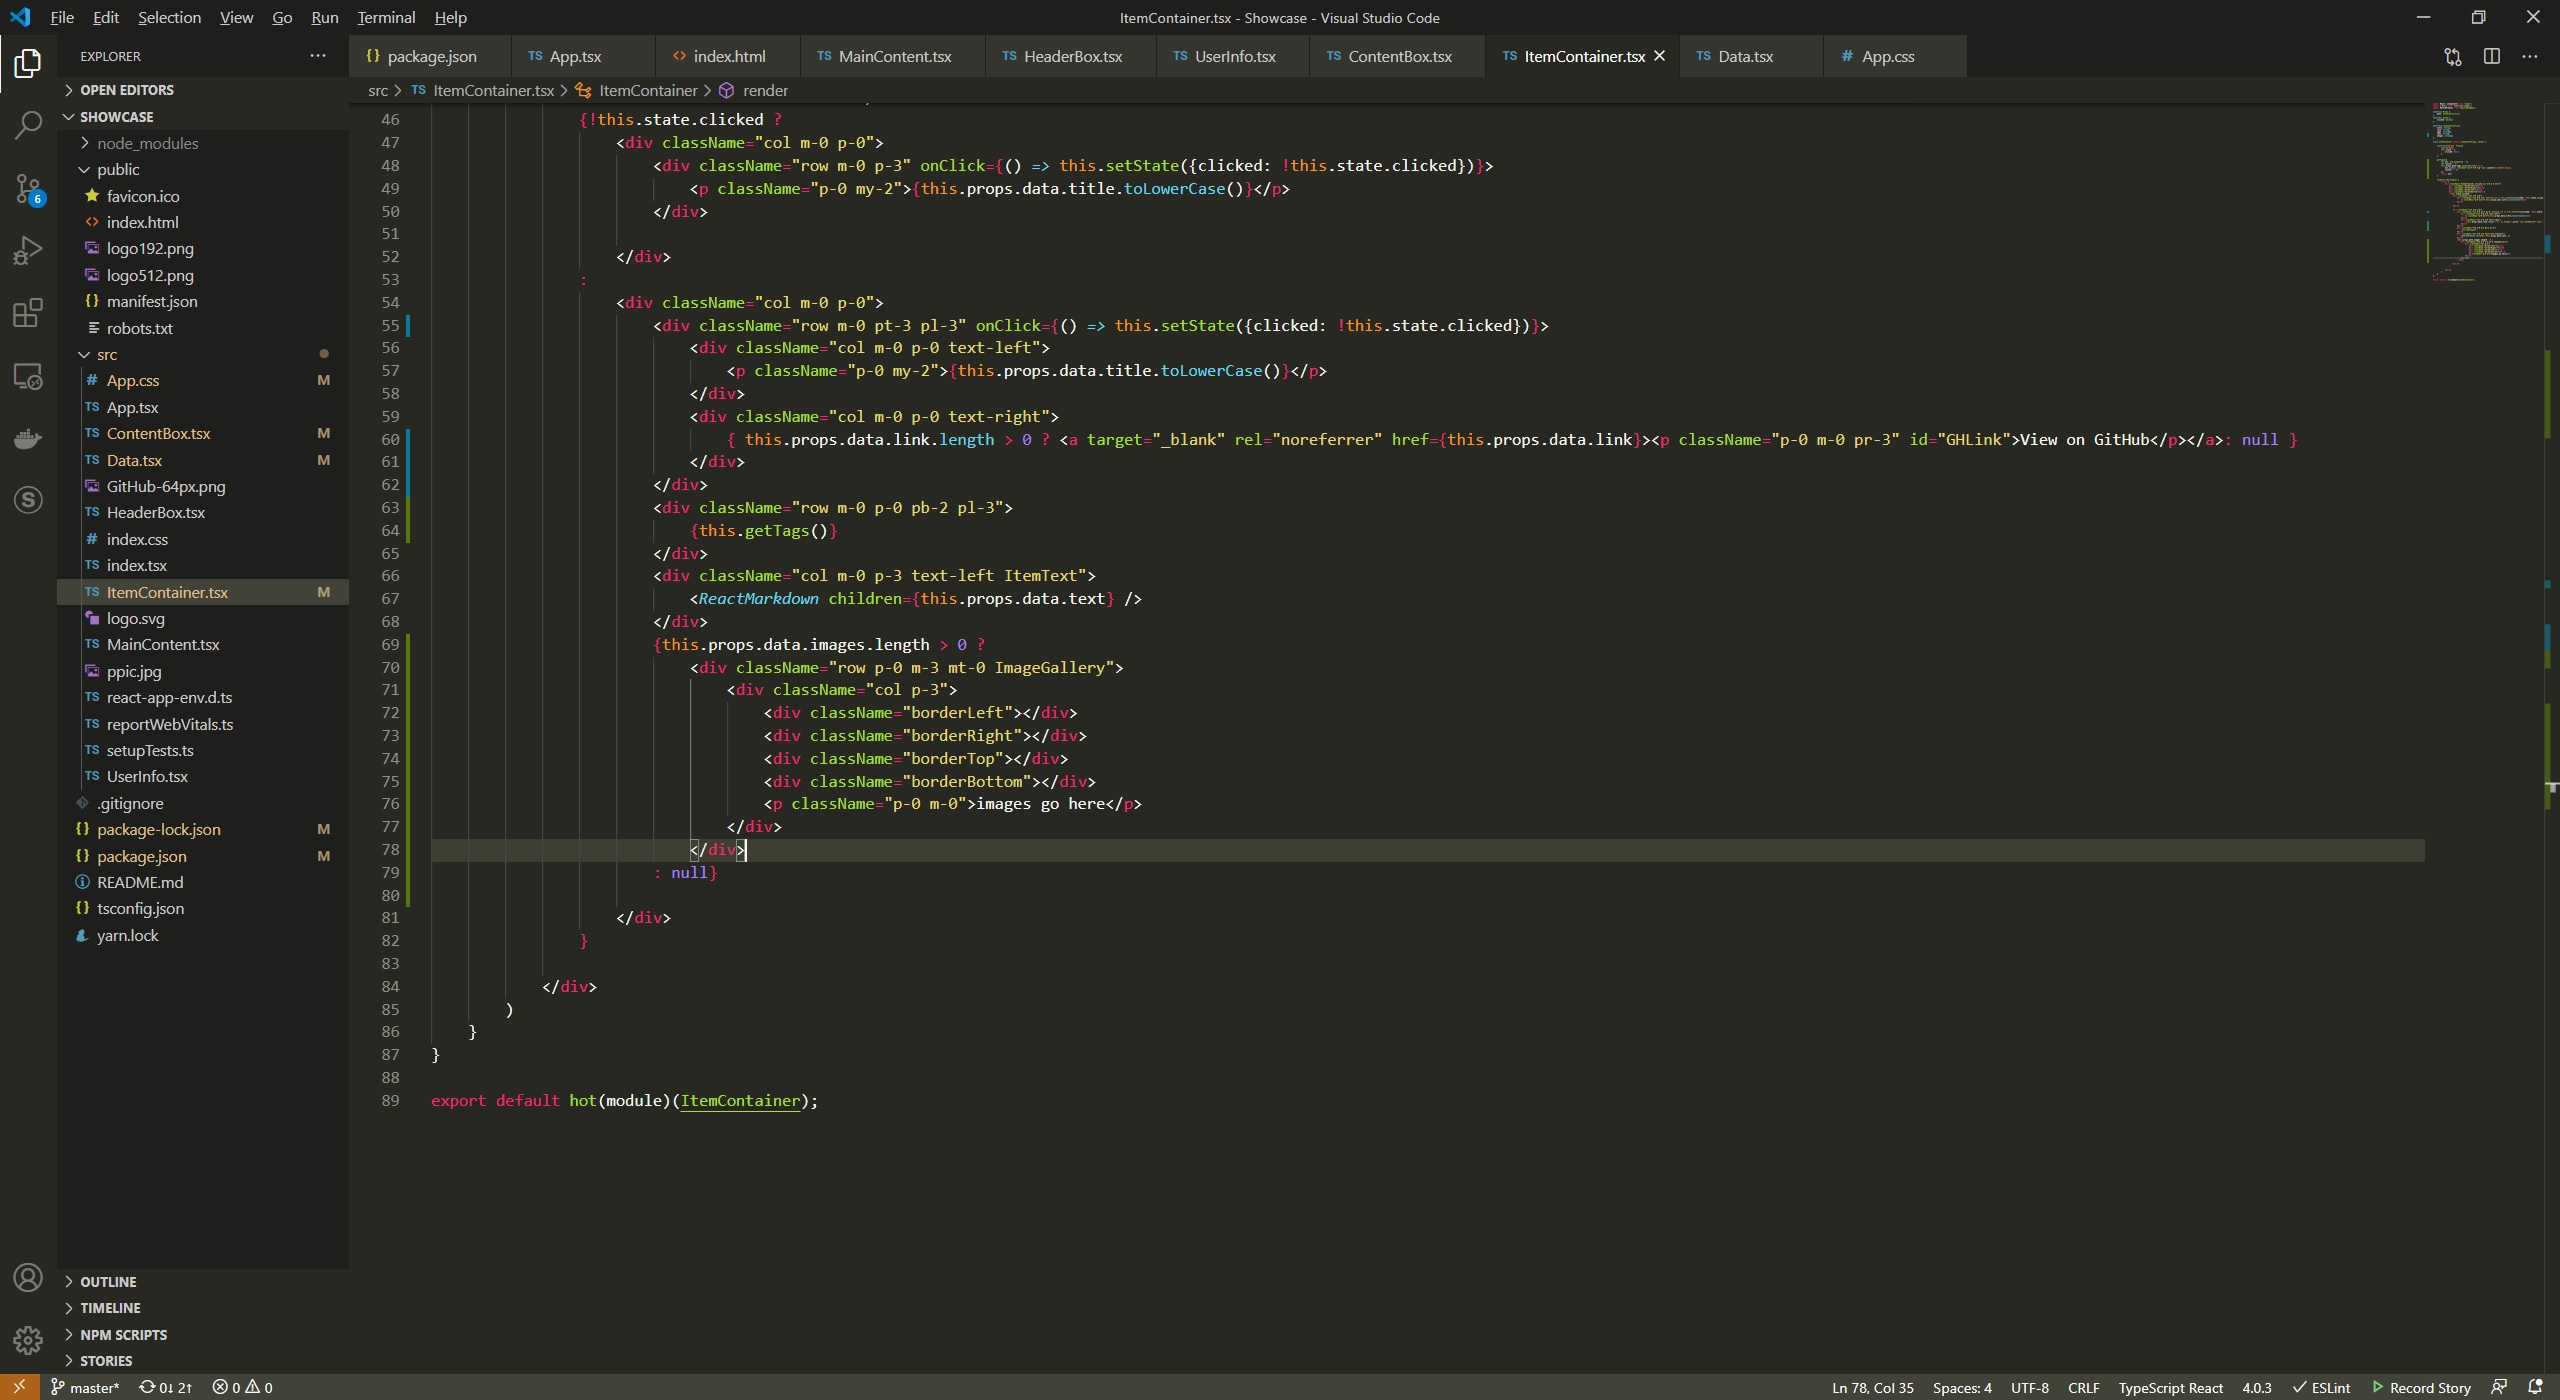 File Edit Selection View Go Run Terminal Help
ItemContainer.tsx - Showcase - Visual Studio Code
EXPLORER
package.json
App.tsx
index.html
MainContent.tsx
HeaderBox.tsx
UserInfo.tsx
ContentBox.tsx
ItemContainer.tsx
Data.tsx
App.css
src > TS ItemContainer.tsx > ItemContainer > render
OPEN EDITORS
SHOWCASE
node_modules
public
favicon.ico
index.html
logo192.png
logo512.png
manifest.json
robots.txt
src
# App.css M
TS App.tsx
TS ContentBox.tsx M
TS Data.tsx M
GitHub-64px.png
TS HeaderBox.tsx
# index.css
TS index.tsx
TS ItemContainer.tsx M
logo.svg
TS MainContent.tsx
ppic.jpg
TS react-app-env.d.ts
TS reportWebVitals.ts
TS setupTests.ts
TS UserInfo.tsx
.gitignore
{} package-lock.json M
{} package.json M
README.md
{} tsconfig.json
yarn.lock
OUTLINE
TIMELINE
NPM SCRIPTS
STORIES
6
46 {!this.state.clicked ?
47 <div className="col m-0 p-0">
48 <div className="row m-0 p-3" onClick={() => this.setState({clicked: !this.state.clicked})}>
49 <p className="p-0 my-2">{this.props.data.title.toLowerCase()}</p>
50 </div>
51
52 </div>
53 :
54 <div className="col m-0 p-0">
55 <div className="row m-0 pt-3 pl-3" onClick={() => this.setState({clicked: !this.state.clicked})}>
56 <div className="col m-0 p-0 text-left">
57 <p className="p-0 my-2">{this.props.data.title.toLowerCase()}</p>
58 </div>
59 <div className="col m-0 p-0 text-right">
60 { this.props.data.link.length > 0 ? <a target="_blank" rel="noreferrer" href={this.props.data.link}><p className="p-0 m-0 pr-3" id="GHLink">View on GitHub</p></a>: null }
61 </div>
62 </div>
63 <div className="row m-0 p-0 pb-2 pl-3">
64 {this.getTags()}
65 </div>
66 <div className="col m-0 p-3 text-left ItemText">
67 <ReactMarkdown children={this.props.data.text} />
68 </div>
69 {this.props.data.images.length > 0 ?
70 <div className="row p-0 m-3 mt-0 ImageGallery">
71 <div className="col p-3">
72 <div className="borderLeft"></div>
73 <div className="borderRight"></div>
74 <div className="borderTop"></div>
75 <div className="borderBottom"></div>
76 <p className="p-0 m-0">images go here</p>
77 </div>
78 </div>
79 : null}
80
81 </div>
82 }
83
84 </div>
85 )
86 }
87 }
88
89 export default hot(module)(ItemContainer);
master* 0↓ 2↑ 0 0
Ln 78, Col 35 Spaces: 4 UTF-8 CRLF TypeScript React 4.0.3 ESLint Record Story